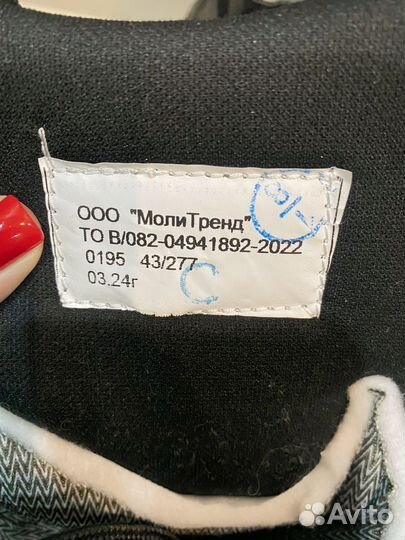 ООО "МолиТренд"
ТО В/082-04941892-2022
0195 43/277
03.24г
С
Avito